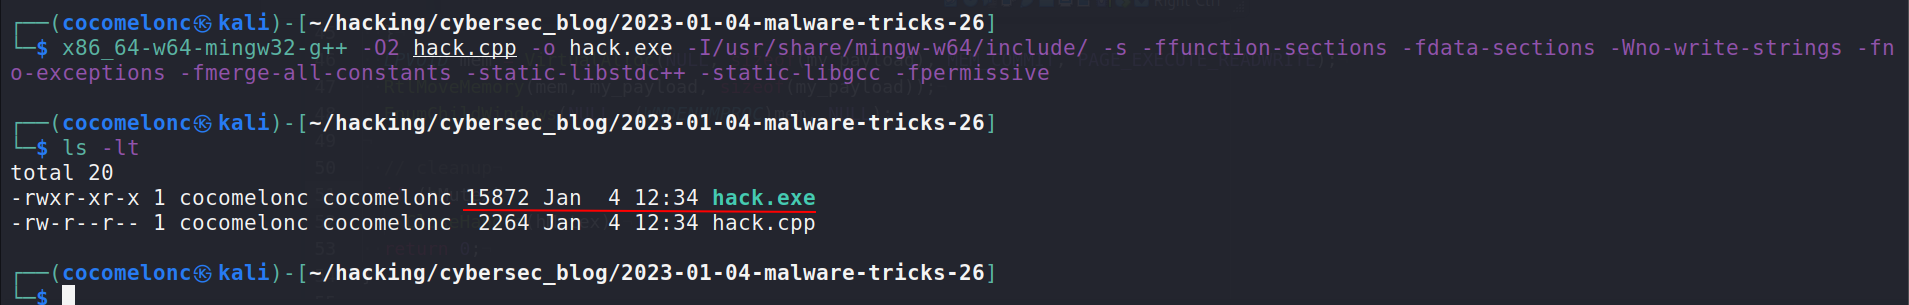 ┌──(cocomelonc㉿kali)-[~/hacking/cybersec_blog/2023-01-04-malware-tricks-26]
└─$ x86_64-w64-mingw32-g++ -O2 hack.cpp -o hack.exe -I/usr/share/mingw-w64/include/ -s -ffunction-sections -fdata-sections -Wno-write-strings -fn
o-exceptions -fmerge-all-constants -static-libstdc++ -static-libgcc -fpermissive
┌──(cocomelonc㉿kali)-[~/hacking/cybersec_blog/2023-01-04-malware-tricks-26]
└─$ ls -lt
total 20
-rwxr-xr-x 1 cocomelonc cocomelonc 15872 Jan  4 12:34 hack.exe
-rw-r--r-- 1 cocomelonc cocomelonc  2264 Jan  4 12:34 hack.cpp
┌──(cocomelonc㉿kali)-[~/hacking/cybersec_blog/2023-01-04-malware-tricks-26]
└─$